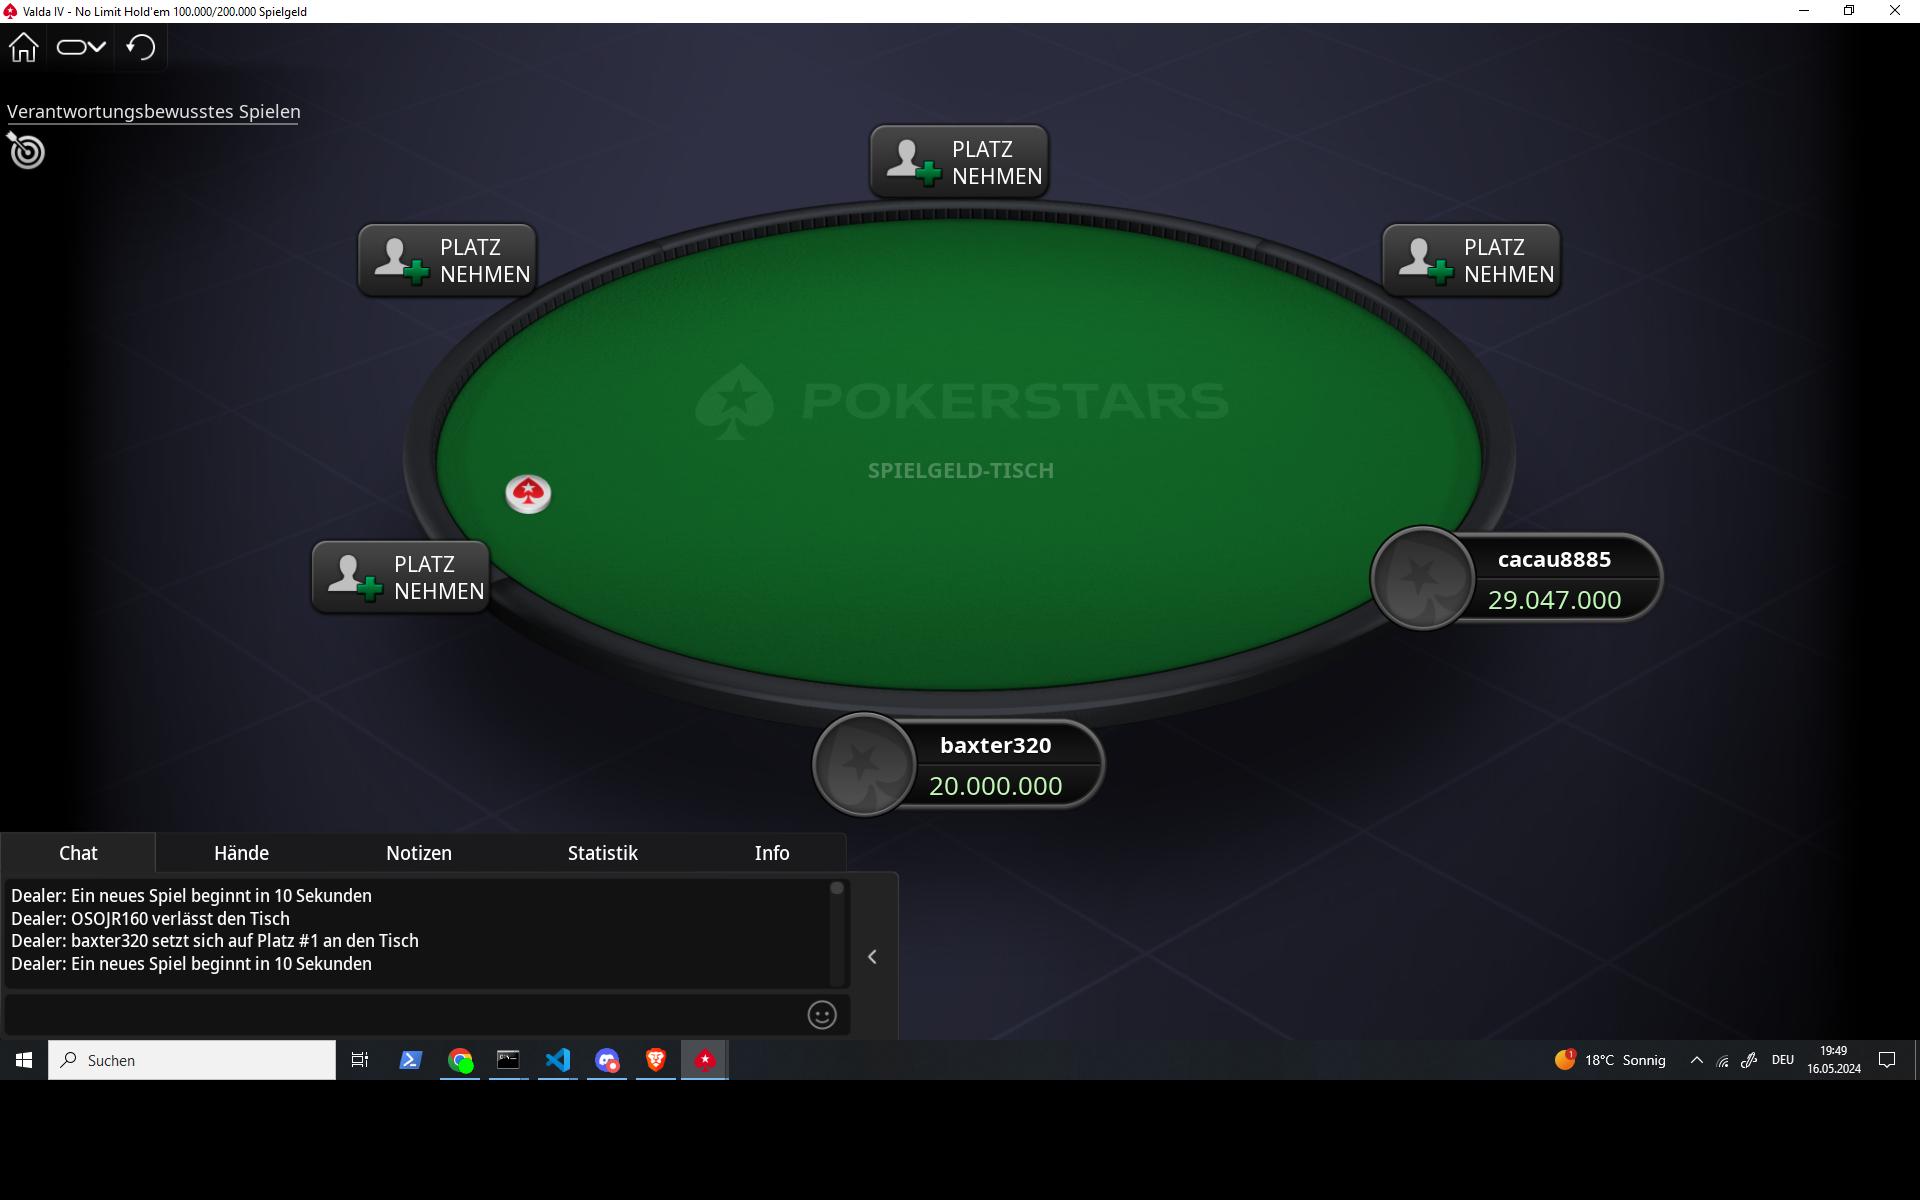 Valda IV - No Limit Hold'em 100.000/200.000 Spielgeld
Verantwortungsbewusstes Spielen
PLATZ
NEHMEN
PLATZ
NEHMEN
PLATZ
NEHMEN
POKERSTARS
SPIELGELD-TISCH
PLATZ
NEHMEN
cacau8885
29.047.000
baxter320
20.000.000
Chat Hände Notizen Statistik Info
Dealer: Ein neues Spiel beginnt in 10 Sekunden
Dealer: OSOJR160 verlässt den Tisch
Dealer: baxter320 setzt sich auf Platz #1 an den Tisch
Dealer: Ein neues Spiel beginnt in 10 Sekunden
Suchen
1
18°C Sonnig
DEU
19:49
16.05.2024